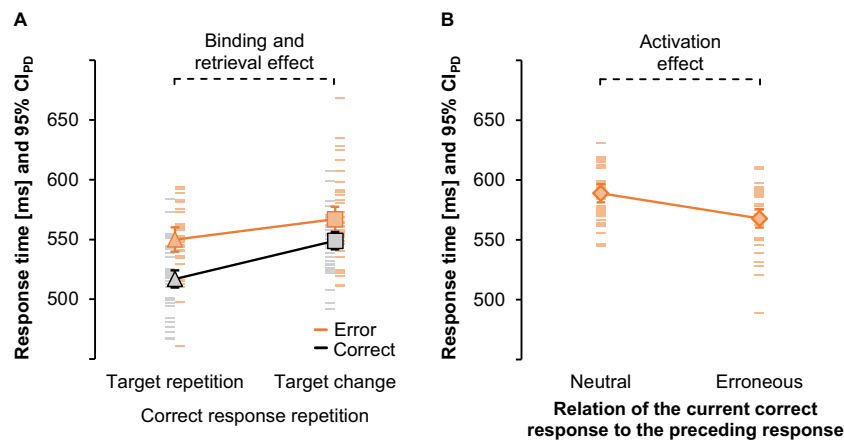 A
Binding and
retrieval effect
Response time [ms] and 95% CI_PD
650
600
550
500
Error
Correct
Target repetition
Target change
Correct response repetition
B
Activation
effect
Response time [ms] and 95% CI_PD
650
600
550
500
Neutral
Erroneous
Relation of the current correct
response to the preceding response